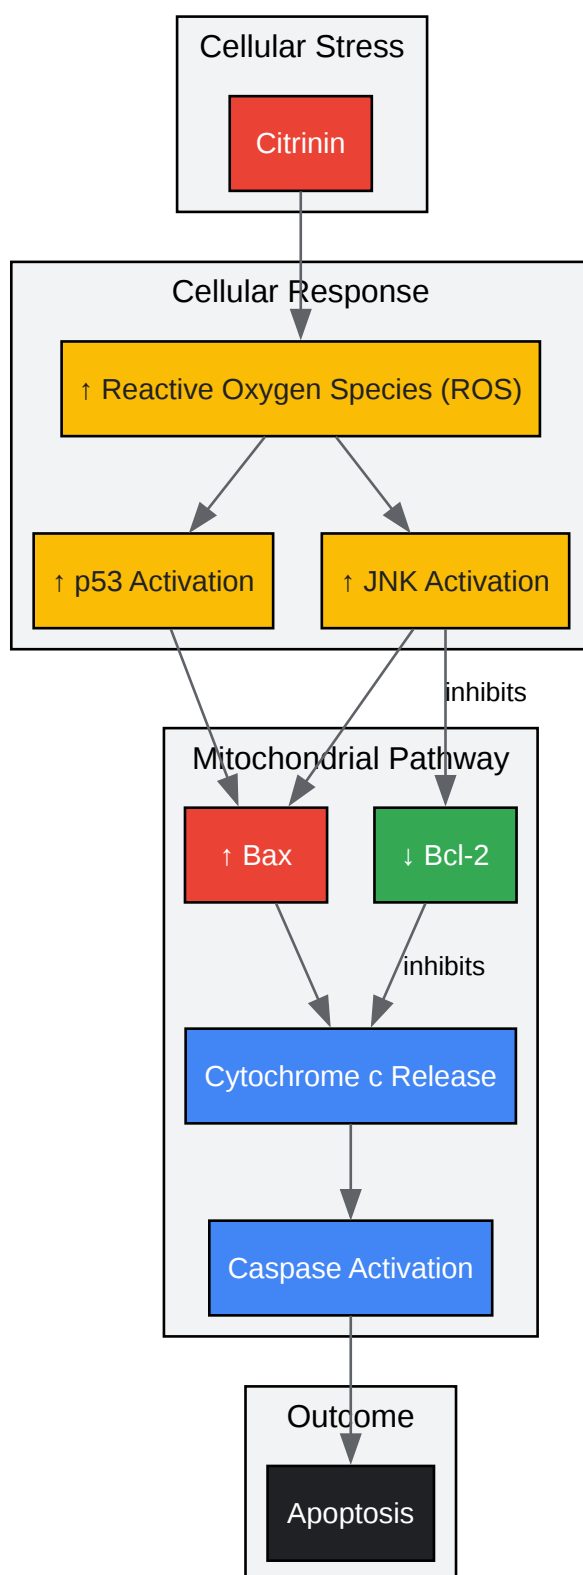 Cellular Stress
Citrinin
Cellular Response
↑ Reactive Oxygen Species (ROS)
↑ p53 Activation
↑ JNK Activation
inhibits
Mitochondrial Pathway
↑ Bax
↓ Bcl-2
inhibits
Cytochrome c Release
Caspase Activation
Outcome
Apoptosis